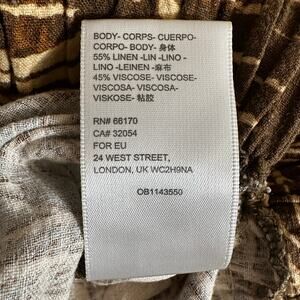 BODY- CORPS- CUERPO-
CORPO- BODY- 身体
55% LINEN -LIN -LINO -
LINO -LEINEN -麻布
45% VISCOSE- VISCOSE-
VISCOSA- VISCOSA-
VISKOSE- 粘胶
RN# 66170
CA# 32054
FOR EU
24 WEST STREET,
LONDON, UK WC2H9NA
OB1143550